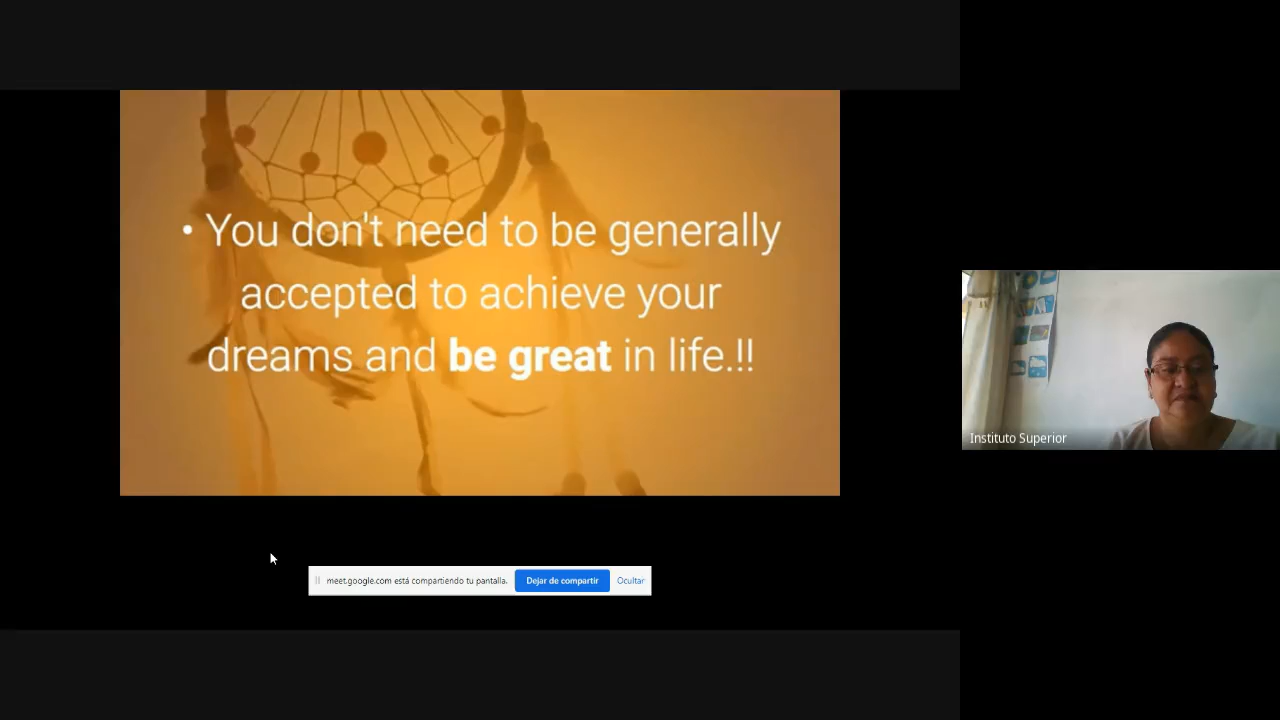 • You don't need to be generally
accepted to achieve your
dreams and be great in life.!!
Instituto Superior
meet.google.com está compartiendo tu pantalla. Dejar de compartir Ocultar